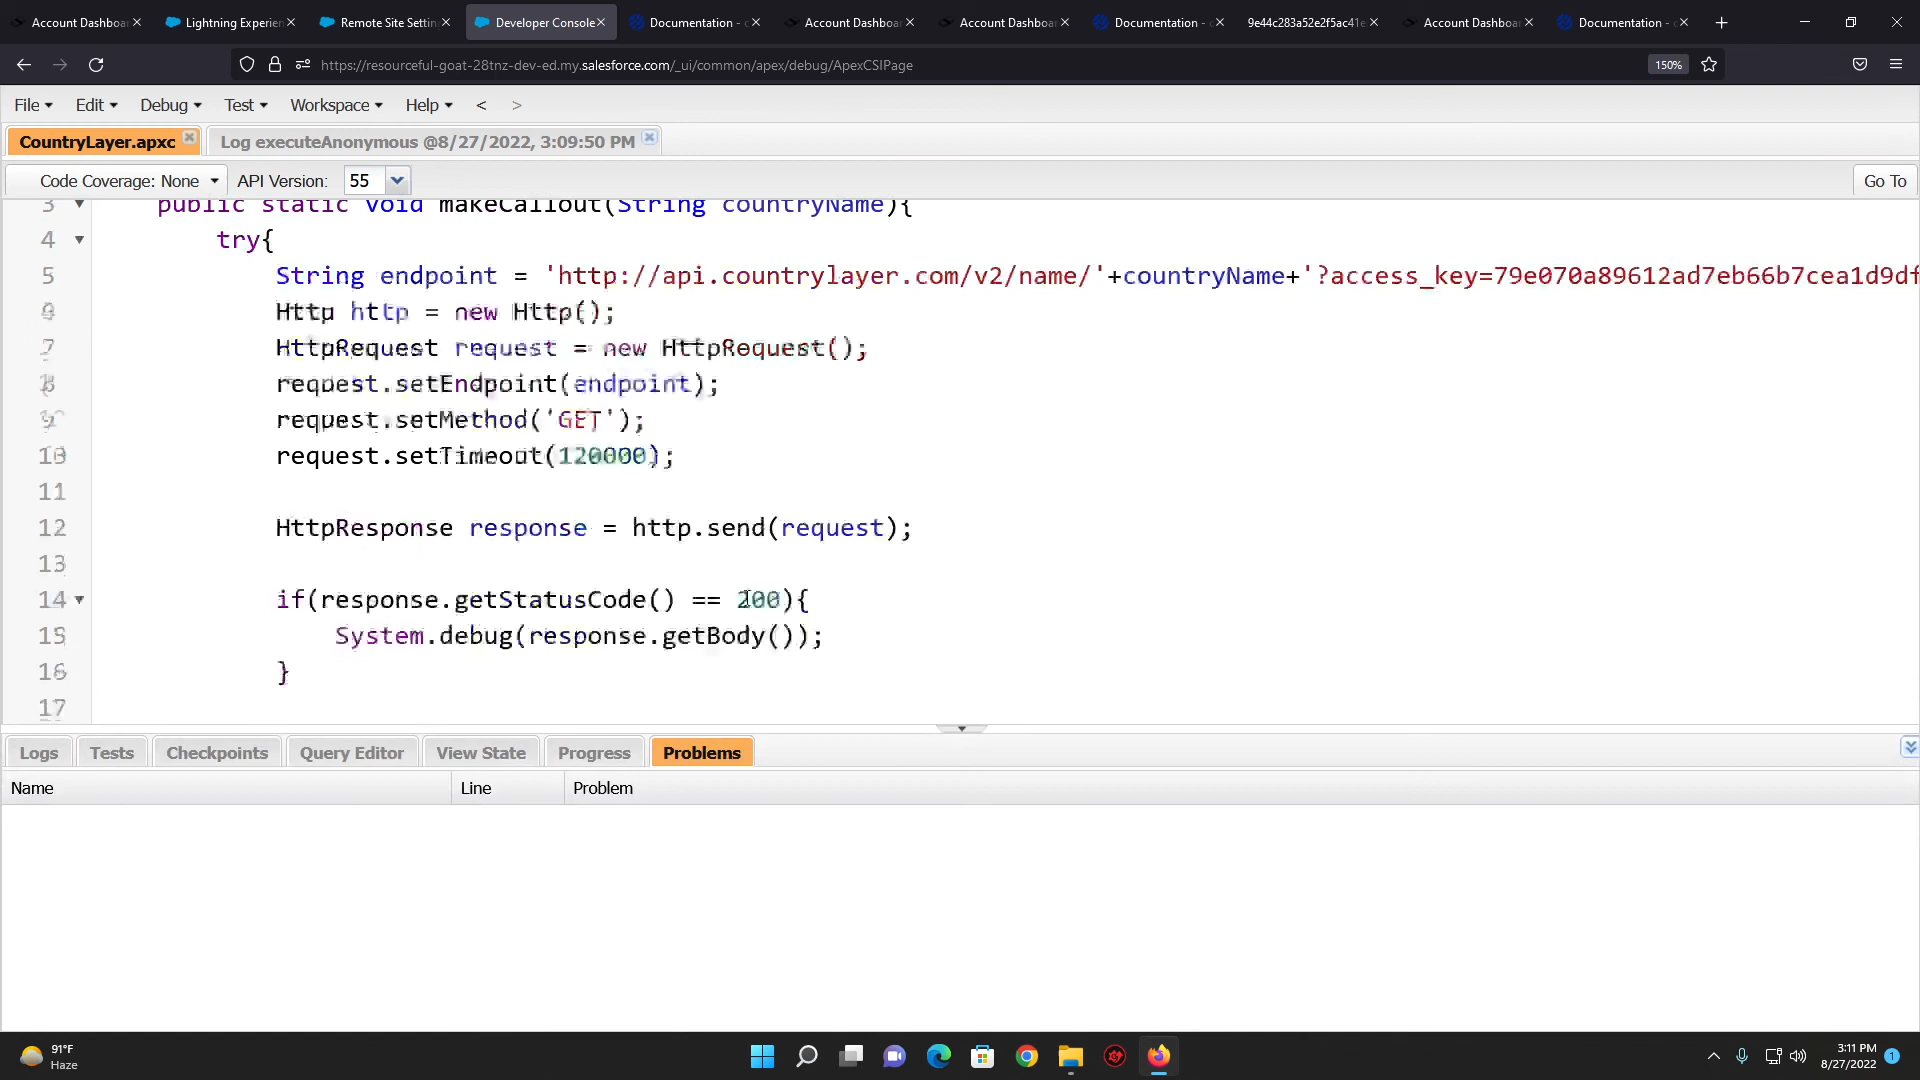 Account Dashboar
Lightning Experien
Remote Site Settin
Developer Console
Documentation - c
Account Dashboar
Account Dashboar
Documentation - c
9e44c283a52e2f5ac41e
Account Dashboar
Documentation - c
https://resourceful-goat-28tnz-dev-ed.my.salesforce.com/_ui/common/apex/debug/ApexCSIPage
150%
File Edit Debug Test Workspace Help < >
CountryLayer.apxc
Log executeAnonymous @8/27/2022, 3:09:50 PM
Code Coverage: None API Version: 55 Go To
3 public static void makeCallout(String countryName){
4 try{
5 String endpoint = 'http://api.countrylayer.com/v2/name/'+countryName+'?access_key=79e070a89612ad7eb66b7cea1d9df
6 Http http = new Http();
7 HttpRequest request = new HttpRequest();
8 request.setEndpoint(endpoint);
9 request.setMethod('GET');
10 request.setTimeout(120000);
11
12 HttpResponse response = http.send(request);
13
14 if(response.getStatusCode() == 200){
15 System.debug(response.getBody());
16 }
17
Logs Tests Checkpoints Query Editor View State Progress Problems
Name Line Problem
91°F
Haze
3:11 PM
8/27/2022
1